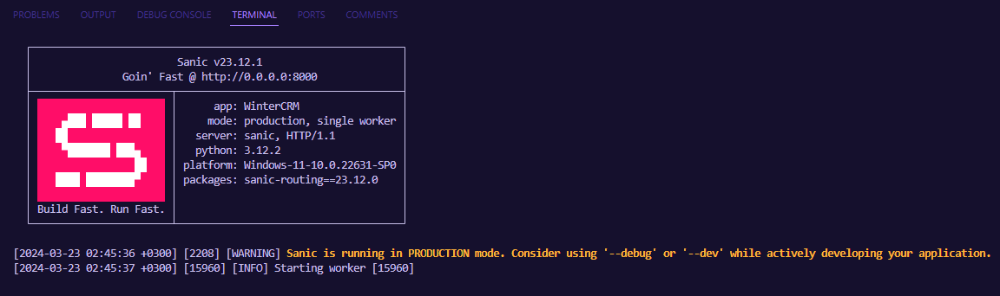 PROBLEMS OUTPUT DEBUG CONSOLE TERMINAL PORTS COMMENTS
Sanic v23.12.1
Goin' Fast @ http://0.0.0.0:8000
app: WinterCRM
mode: production, single worker
server: sanic, HTTP/1.1
python: 3.12.2
platform: Windows-11-10.0.22631-SP0
packages: sanic-routing==23.12.0
Build Fast. Run Fast.
[2024-03-23 02:45:36 +0300] [2208] [WARNING] Sanic is running in PRODUCTION mode. Consider using '--debug' or '--dev' while actively developing your application.
[2024-03-23 02:45:37 +0300] [15960] [INFO] Starting worker [15960]